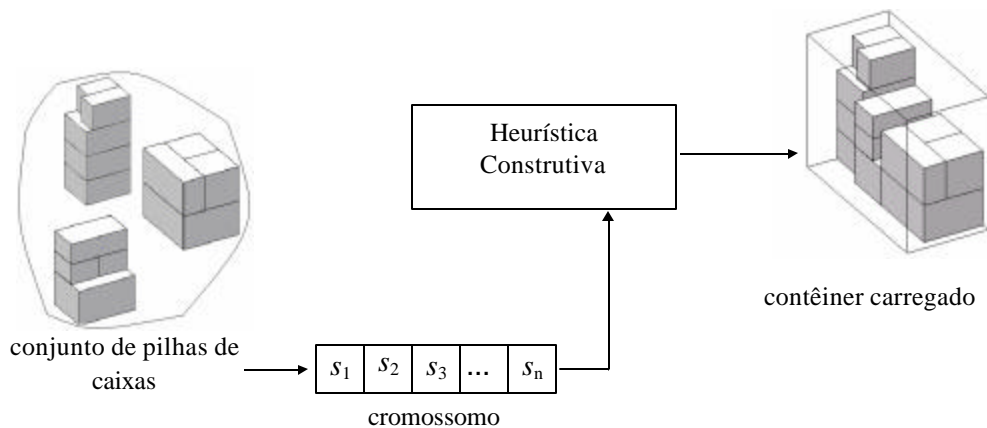 Heurística
Construtiva
contêiner carregado
conjunto de pilhas de
caixas
s1 s2 s3 ... sn
cromossomo